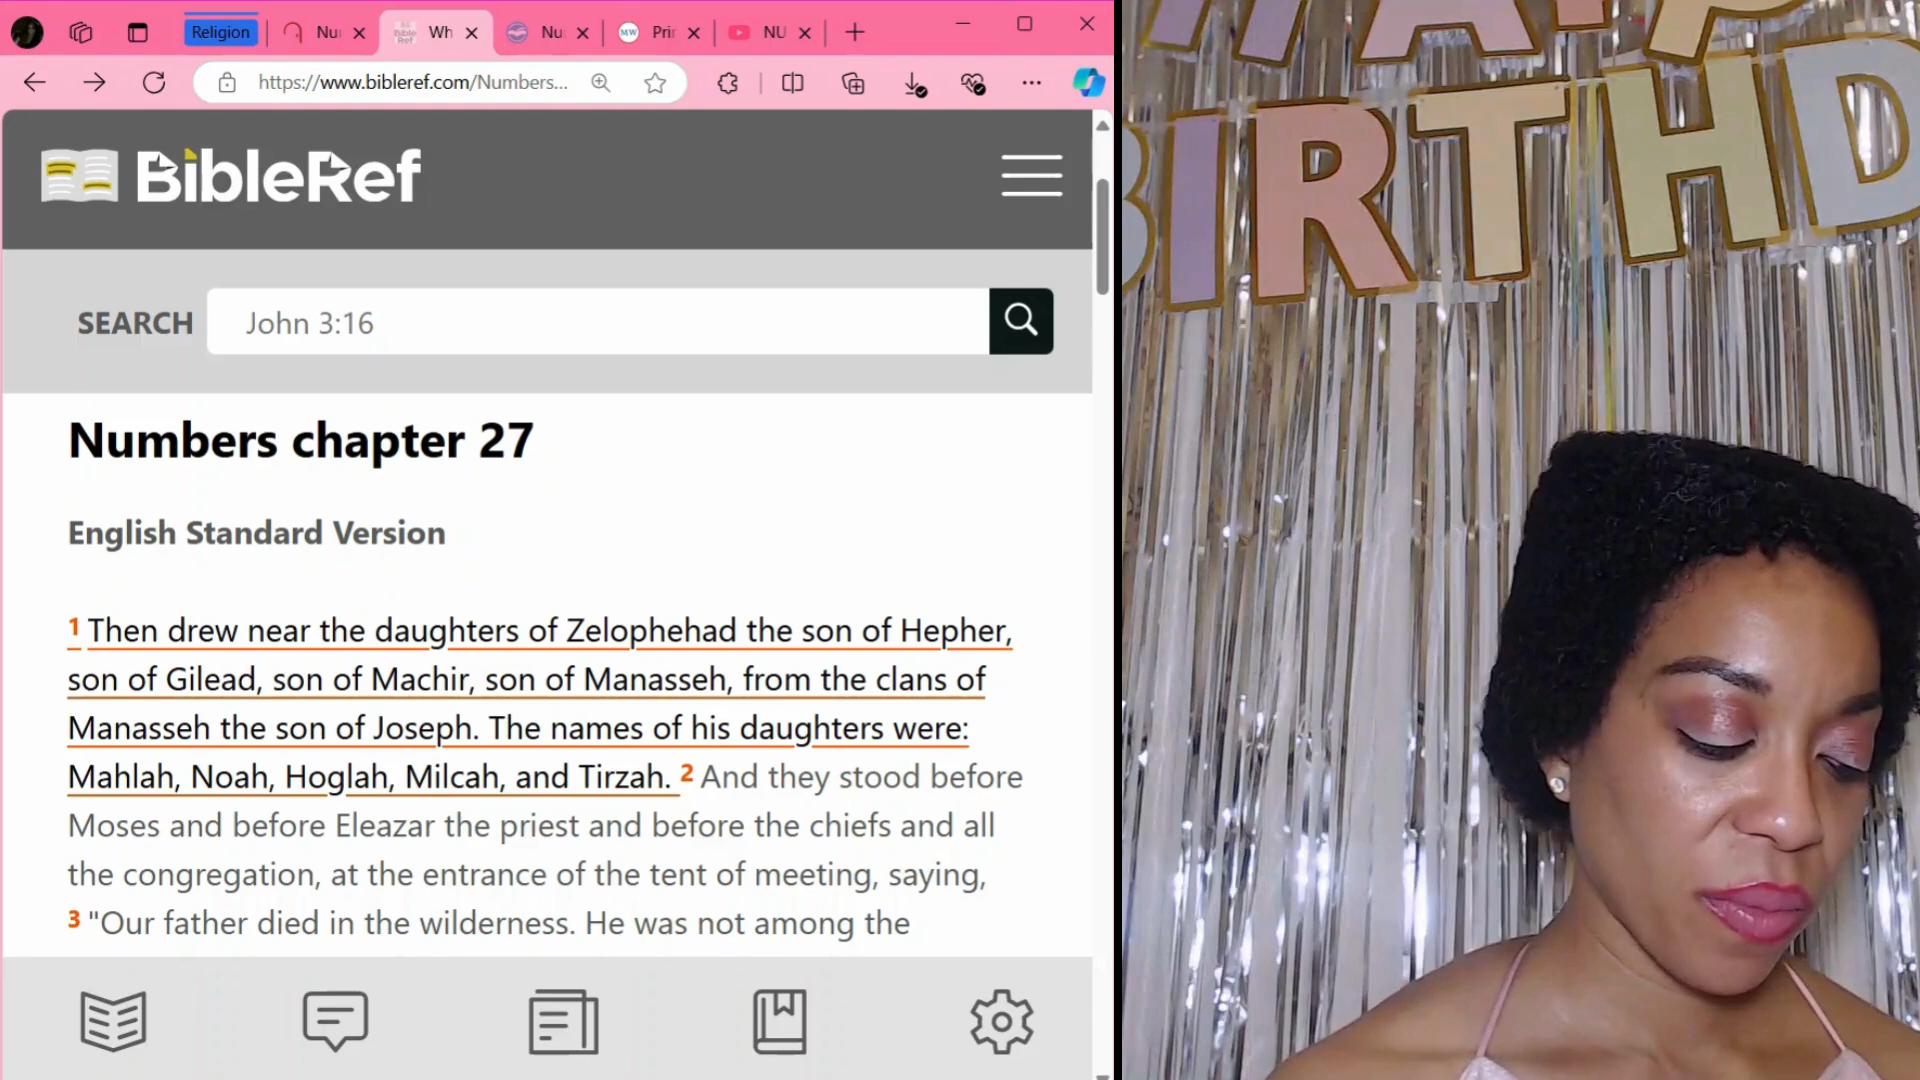 Religion
Nu
Wh
Nu
MW
Pri
NU
https://www.bibleref.com/Numbers...
BibleRef
SEARCH
John 3:16
Numbers chapter 27
English Standard Version
1 Then drew near the daughters of Zelophehad the son of Hepher,
son of Gilead, son of Machir, son of Manasseh, from the clans of
Manasseh the son of Joseph. The names of his daughters were:
Mahlah, Noah, Hoglah, Milcah, and Tirzah. 2 And they stood before
Moses and before Eleazar the priest and before the chiefs and all
the congregation, at the entrance of the tent of meeting, saying,
3 "Our father died in the wilderness. He was not among the
HAPP
BIRTHD